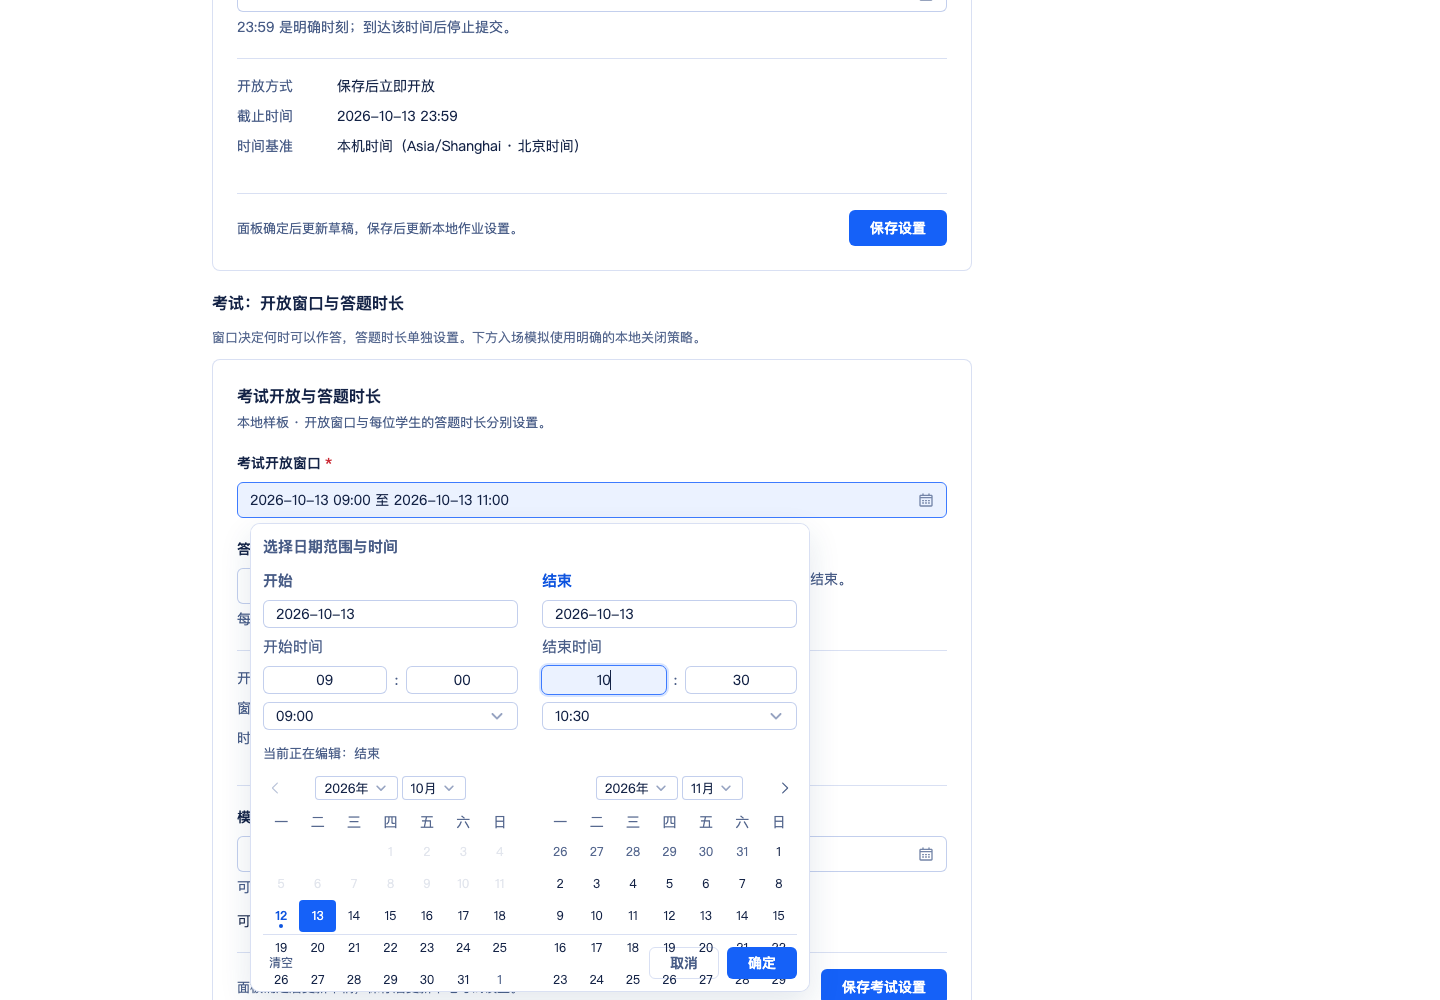 23:59 是明确时刻；到达该时间后停止提交。
开放方式 保存后立即开放
截止时间 2026-10-13 23:59
时间基准 本机时间（Asia/Shanghai · 北京时间）
面板确定后更新草稿，保存后更新本地作业设置。 保存设置
考试：开放窗口与答题时长
窗口决定何时可以作答，答题时长单独设置。下方入场模拟使用明确的本地关闭策略。
考试开放与答题时长
本地样板 · 开放窗口与每位学生的答题时长分别设置。
考试开放窗口 *
2026-10-13 09:00 至 2026-10-13 11:00
选择日期范围与时间
答
开始 结束
结束。
2026-10-13 2026-10-13
每
开始时间 结束时间
开
09 : 00 10 : 30
窗
09:00 10:30
时
当前正在编辑：结束
2026年 10月 2026年 11月
模
一 二 三 四 五 六 日 一 二 三 四 五 六 日
1 2 3 4 26 27 28 29 30 31 1
可
5 6 7 8 9 10 11 2 3 4 5 6 7 8
可
12 13 14 15 16 17 18 9 10 11 12 13 14 15
19 20 21 22 23 24 25 16 17 18 19 20 21 22
清空 取消 确定
26 27 28 29 30 31 1 23 24 25 26 27 28 29
面 保存考试设置